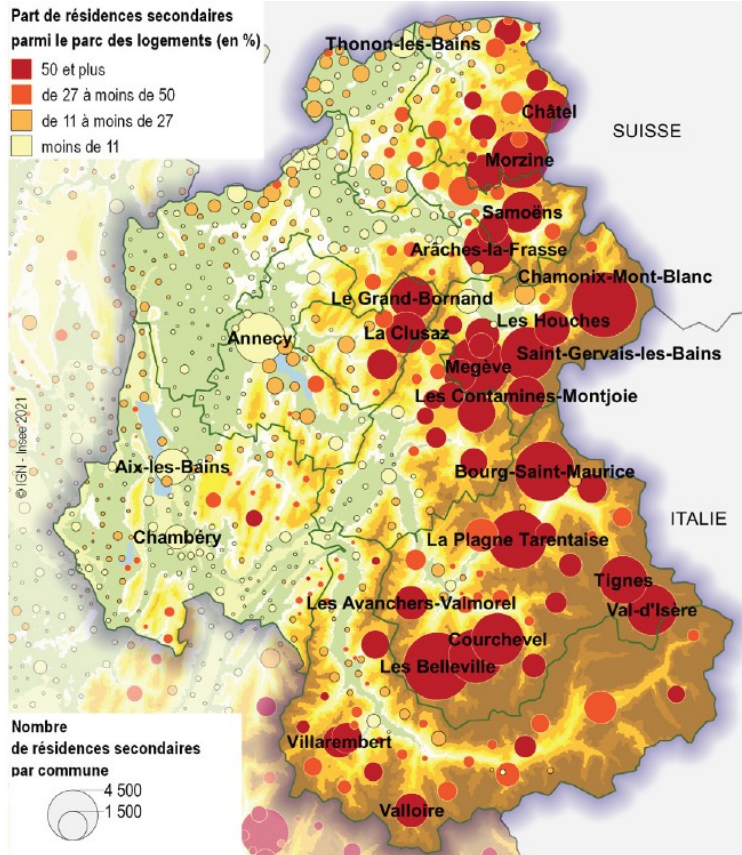 Part de résidences secondaires
parmi le parc des logements (en %)
50 et plus
de 27 à moins de 50
de 11 à moins de 27
moins de 11
Thonon-les-Bains
Châtel
SUISSE
Morzine
Samoëns
Arâches-la-Frasse
Chamonix-Mont-Blanc
Le Grand-Bornand
Les Houches
La Clusaz
Annecy
Saint-Gervais-les-Bains
Megève
Les Contamines-Montjoie
Aix-les-Bains
Bourg-Saint-Maurice
© IGN - Insee 2021
ITALIE
Chambéry
La Plagne Tarentaise
Tignes
Les Avanchers-Valmorel
Val-d'Isère
Courchevel
Les Belleville
Nombre
de résidences secondaires
par commune
4 500
1 500
Villarembert
Valloire